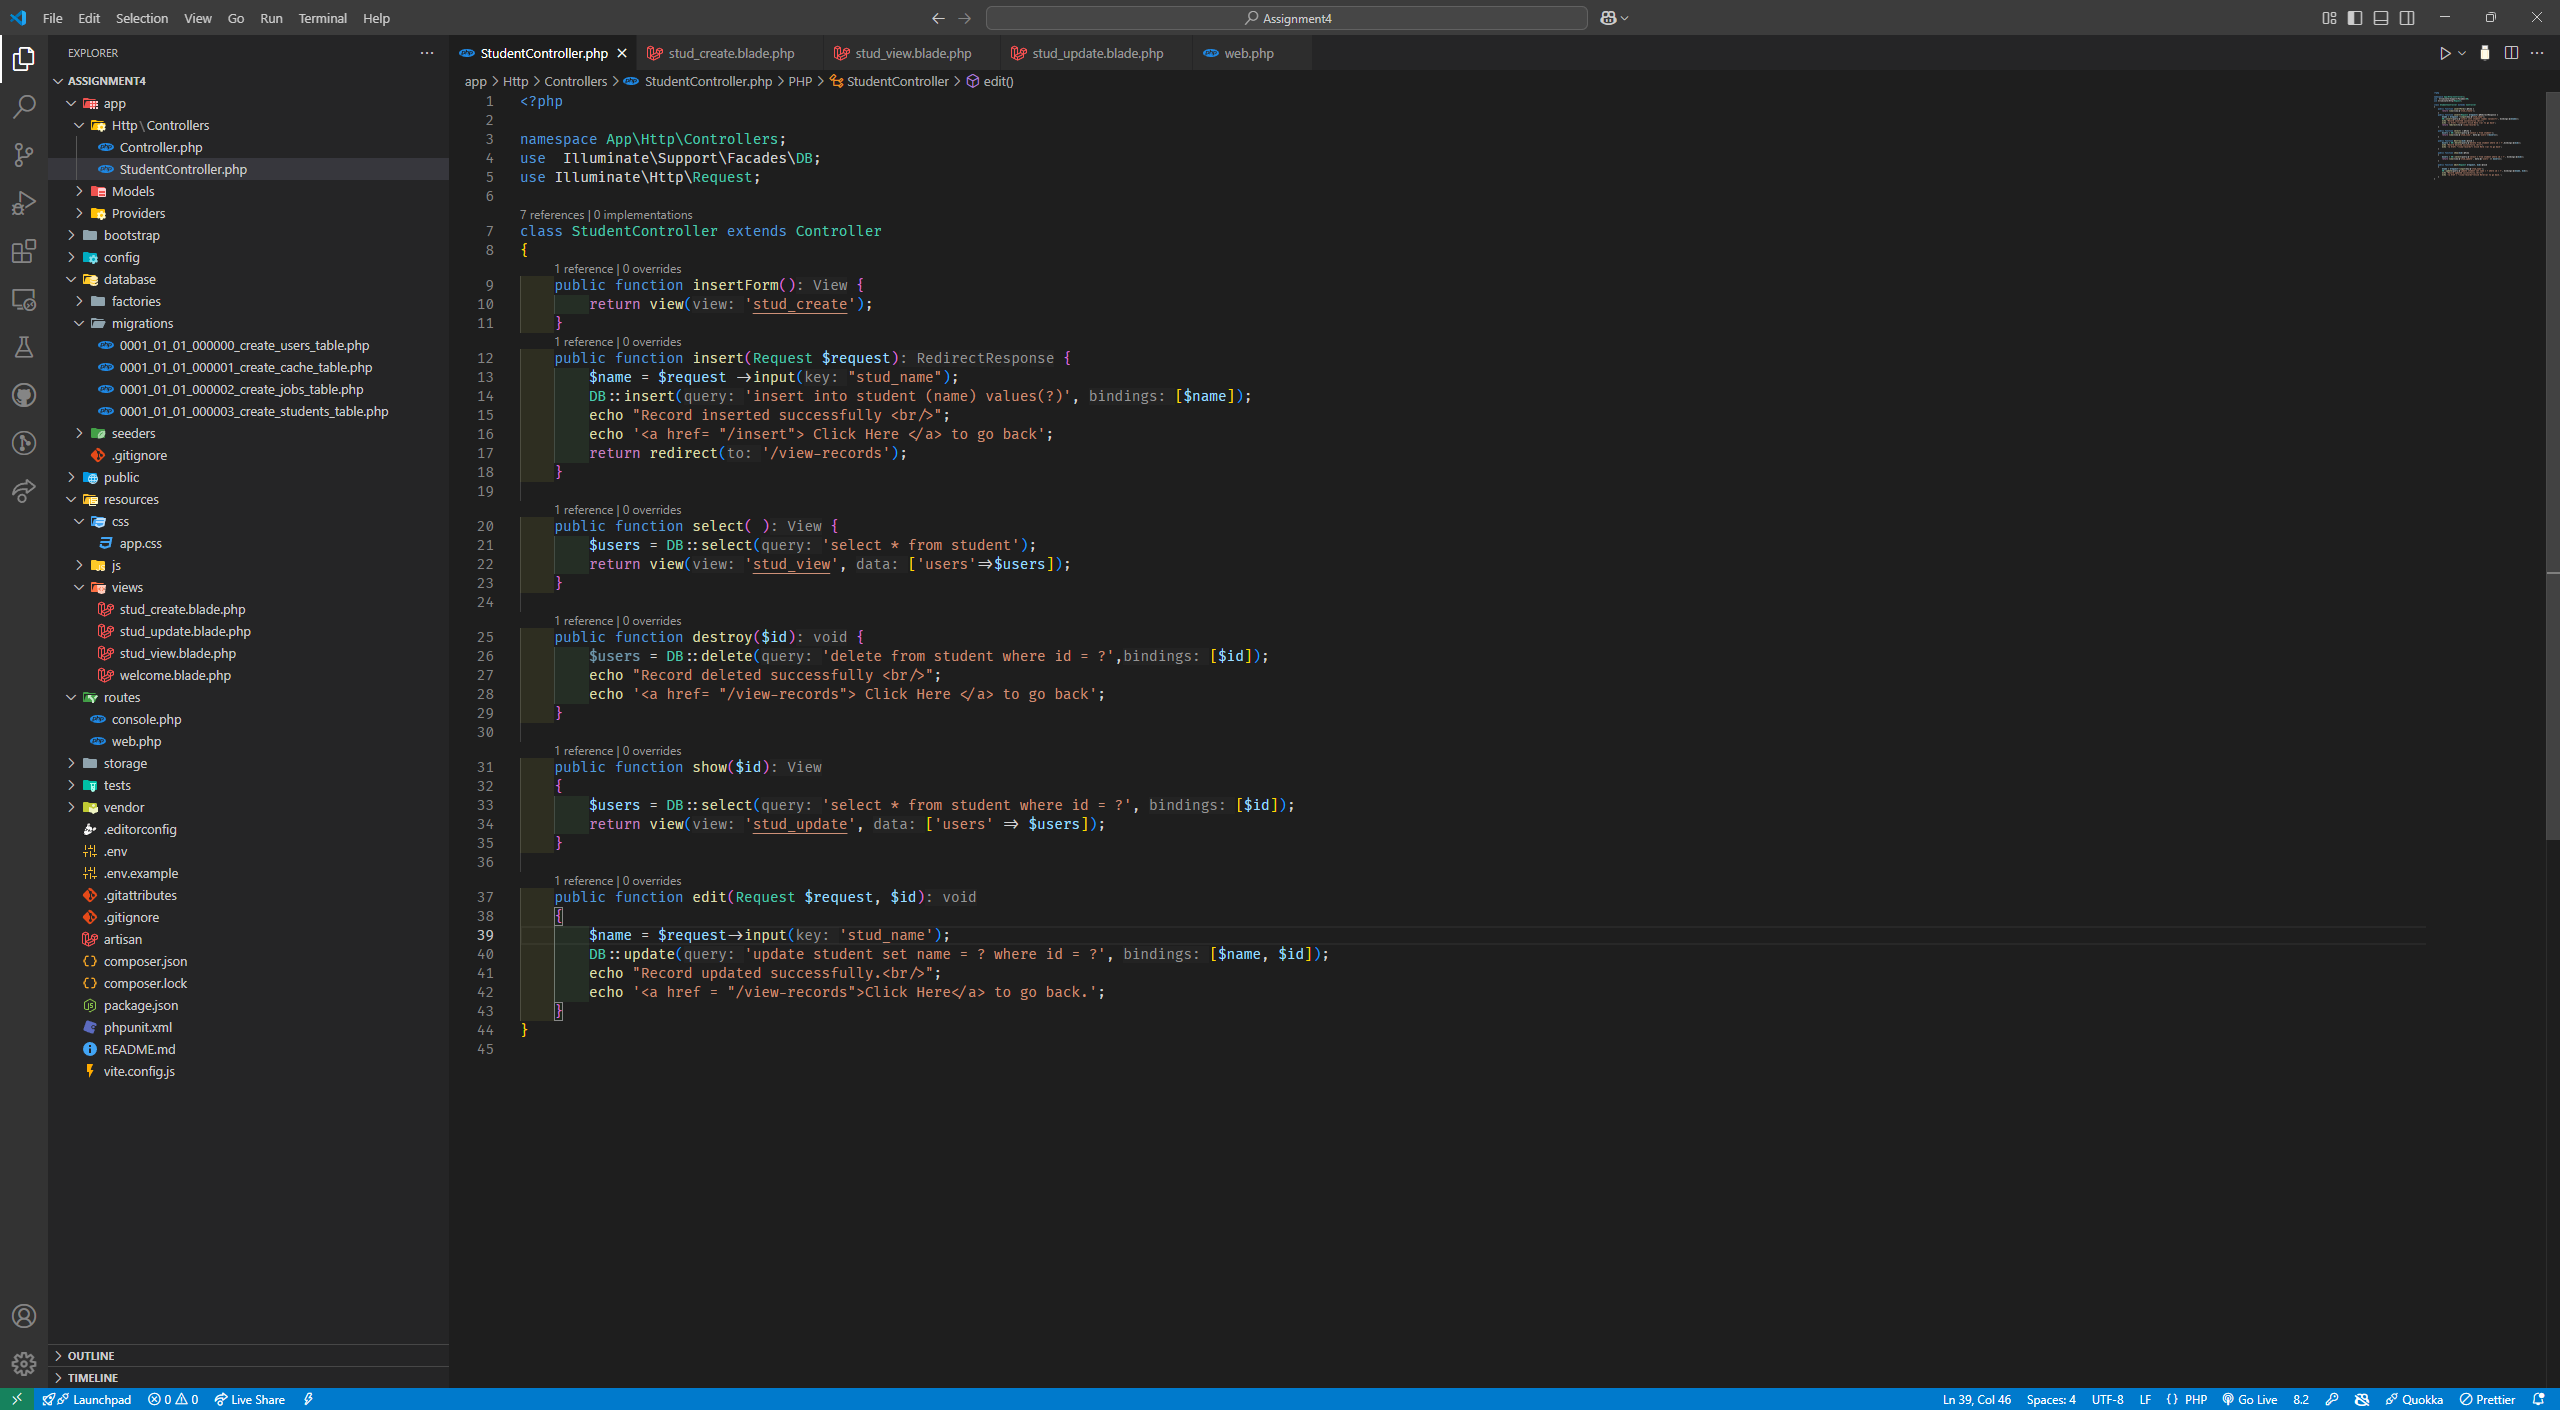 File Edit Selection View Go Run Terminal Help
Assignment4
EXPLORER
ASSIGNMENT4
app
Http\Controllers
Controller.php
StudentController.php
Models
Providers
bootstrap
config
database
factories
migrations
0001_01_01_000000_create_users_table.php
0001_01_01_000001_create_cache_table.php
0001_01_01_000002_create_jobs_table.php
0001_01_01_000003_create_students_table.php
seeders
.gitignore
public
resources
css
app.css
js
views
stud_create.blade.php
stud_update.blade.php
stud_view.blade.php
welcome.blade.php
routes
console.php
web.php
storage
tests
vendor
.editorconfig
.env
.env.example
.gitattributes
.gitignore
artisan
composer.json
composer.lock
package.json
phpunit.xml
README.md
vite.config.js
OUTLINE
TIMELINE
StudentController.php stud_create.blade.php stud_view.blade.php stud_update.blade.php web.php
app > Http > Controllers > StudentController.php > PHP > StudentController > edit()
1 <?php
2
3 namespace App\Http\Controllers;
4 use  Illuminate\Support\Facades\DB;
5 use Illuminate\Http\Request;
6
7 references | 0 implementations
7 class StudentController extends Controller
8 {
1 reference | 0 overrides
9 public function insertForm(): View {
10 return view(view: 'stud_create');
11 }
1 reference | 0 overrides
12 public function insert(Request $request): RedirectResponse {
13 $name = $request ->input(key: "stud_name");
14 DB::insert(query: 'insert into student (name) values(?)', bindings: [$name]);
15 echo "Record inserted successfully <br/>";
16 echo '<a href= "/insert"> Click Here </a> to go back';
17 return redirect(to: '/view-records');
18 }
19
1 reference | 0 overrides
20 public function select( ): View {
21 $users = DB::select(query: 'select * from student');
22 return view(view: 'stud_view', data: ['users'=>$users]);
23 }
24
1 reference | 0 overrides
25 public function destroy($id): void {
26 $users = DB::delete(query: 'delete from student where id = ?',bindings: [$id]);
27 echo "Record deleted successfully <br/>";
28 echo '<a href= "/view-records"> Click Here </a> to go back';
29 }
30
1 reference | 0 overrides
31 public function show($id): View
32 {
33 $users = DB::select(query: 'select * from student where id = ?', bindings: [$id]);
34 return view(view: 'stud_update', data: ['users' => $users]);
35 }
36
1 reference | 0 overrides
37 public function edit(Request $request, $id): void
38 {
39 $name = $request->input(key: 'stud_name');
40 DB::update(query: 'update student set name = ? where id = ?', bindings: [$name, $id]);
41 echo "Record updated successfully.<br/>";
42 echo '<a href = "/view-records">Click Here</a> to go back.';
43 }
44 }
45
Launchpad 0 0 Live Share
Ln 39, Col 46 Spaces: 4 UTF-8 LF {} PHP Go Live 8.2 Quokka Prettier